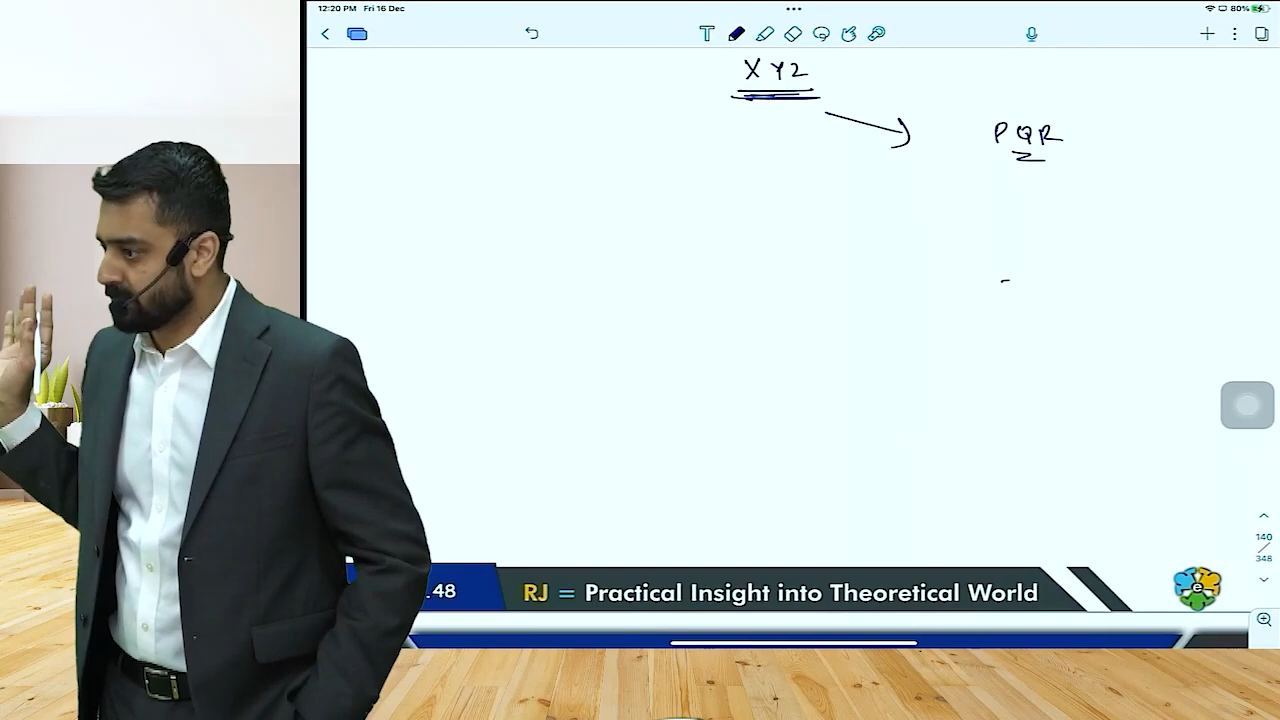 12:20 PM Fri 16 Dec
80%
T
XYZ
PQR
140
348
48
RJ = Practical Insight into Theoretical World
e